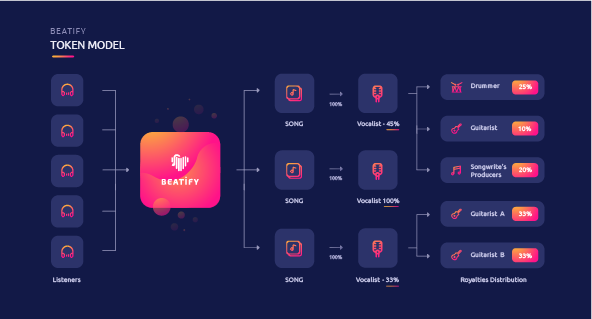 BEATIFY
TOKEN MODEL
Listeners
BEATIFY
100%
SONG
Vocalist - 45%
100%
SONG
Vocalist 100%
100%
SONG
Vocalist - 33%
Drummer 25%
Guitarist 10%
Songwrite's
Producers 20%
Guitarist A 33%
Guitarist B 33%
Royalties Distribution